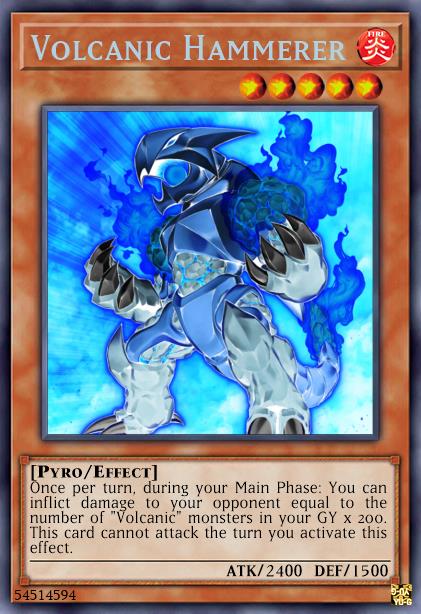 Volcanic Hammerer
FIRE
炎
[Pyro/Effect]
Once per turn, during your Main Phase: You can
inflict damage to your opponent equal to the
number of "Volcanic" monsters in your GY x 200.
This card cannot attack the turn you activate this
effect.
ATK/2400 DEF/1500
54514594